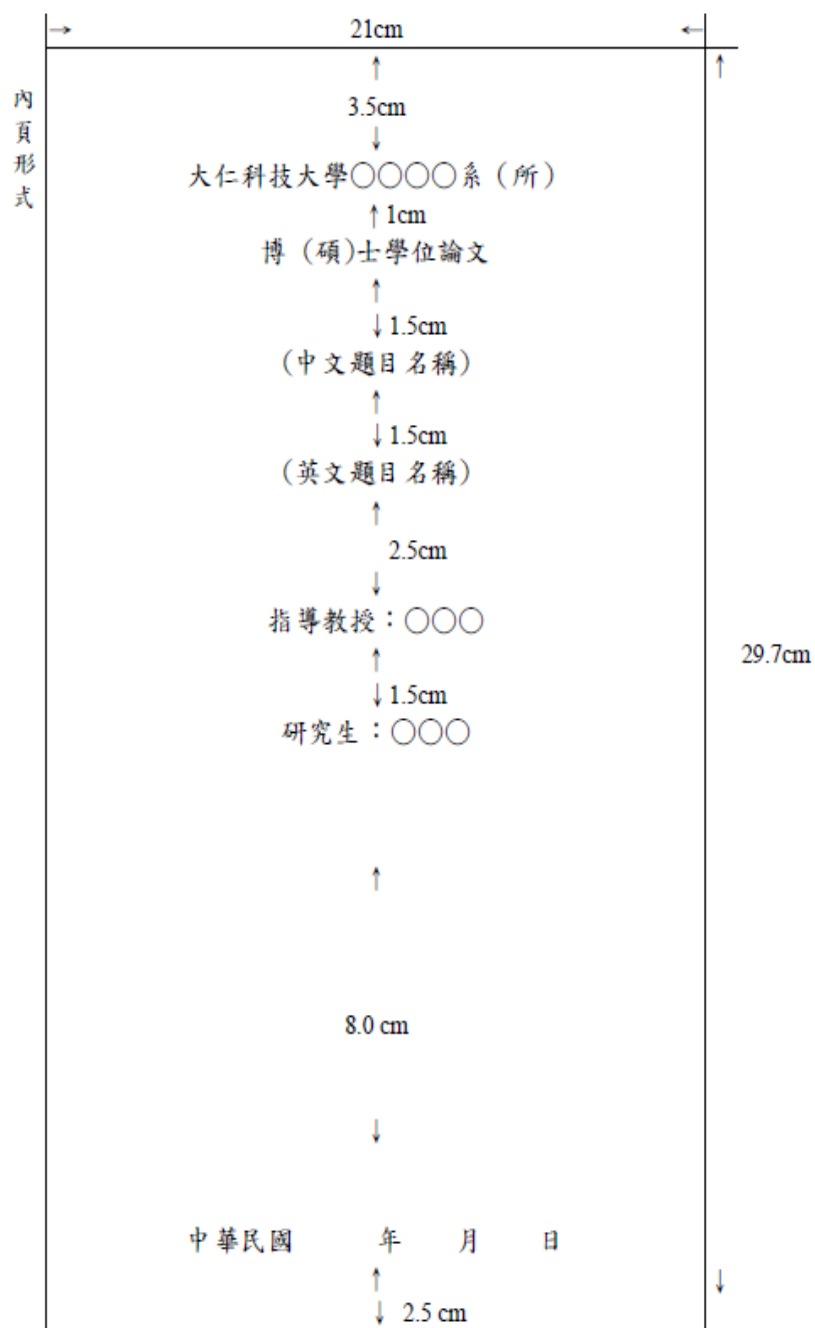 → 21cm ←
內頁形式
↑ ↑
3.5cm
↓
大仁科技大學○○○○系（所）
↑1cm
博（碩)士學位論文
↑
↓1.5cm
(中文題目名稱)
↑
↓1.5cm
(英文題目名稱)
↑
2.5cm
↓
指導教授：○○○
29.7cm
↑
↓1.5cm
研究生：○○○
↑
8.0 cm
↓
中華民國 年 月 日
↑ ↓
↓ 2.5 cm